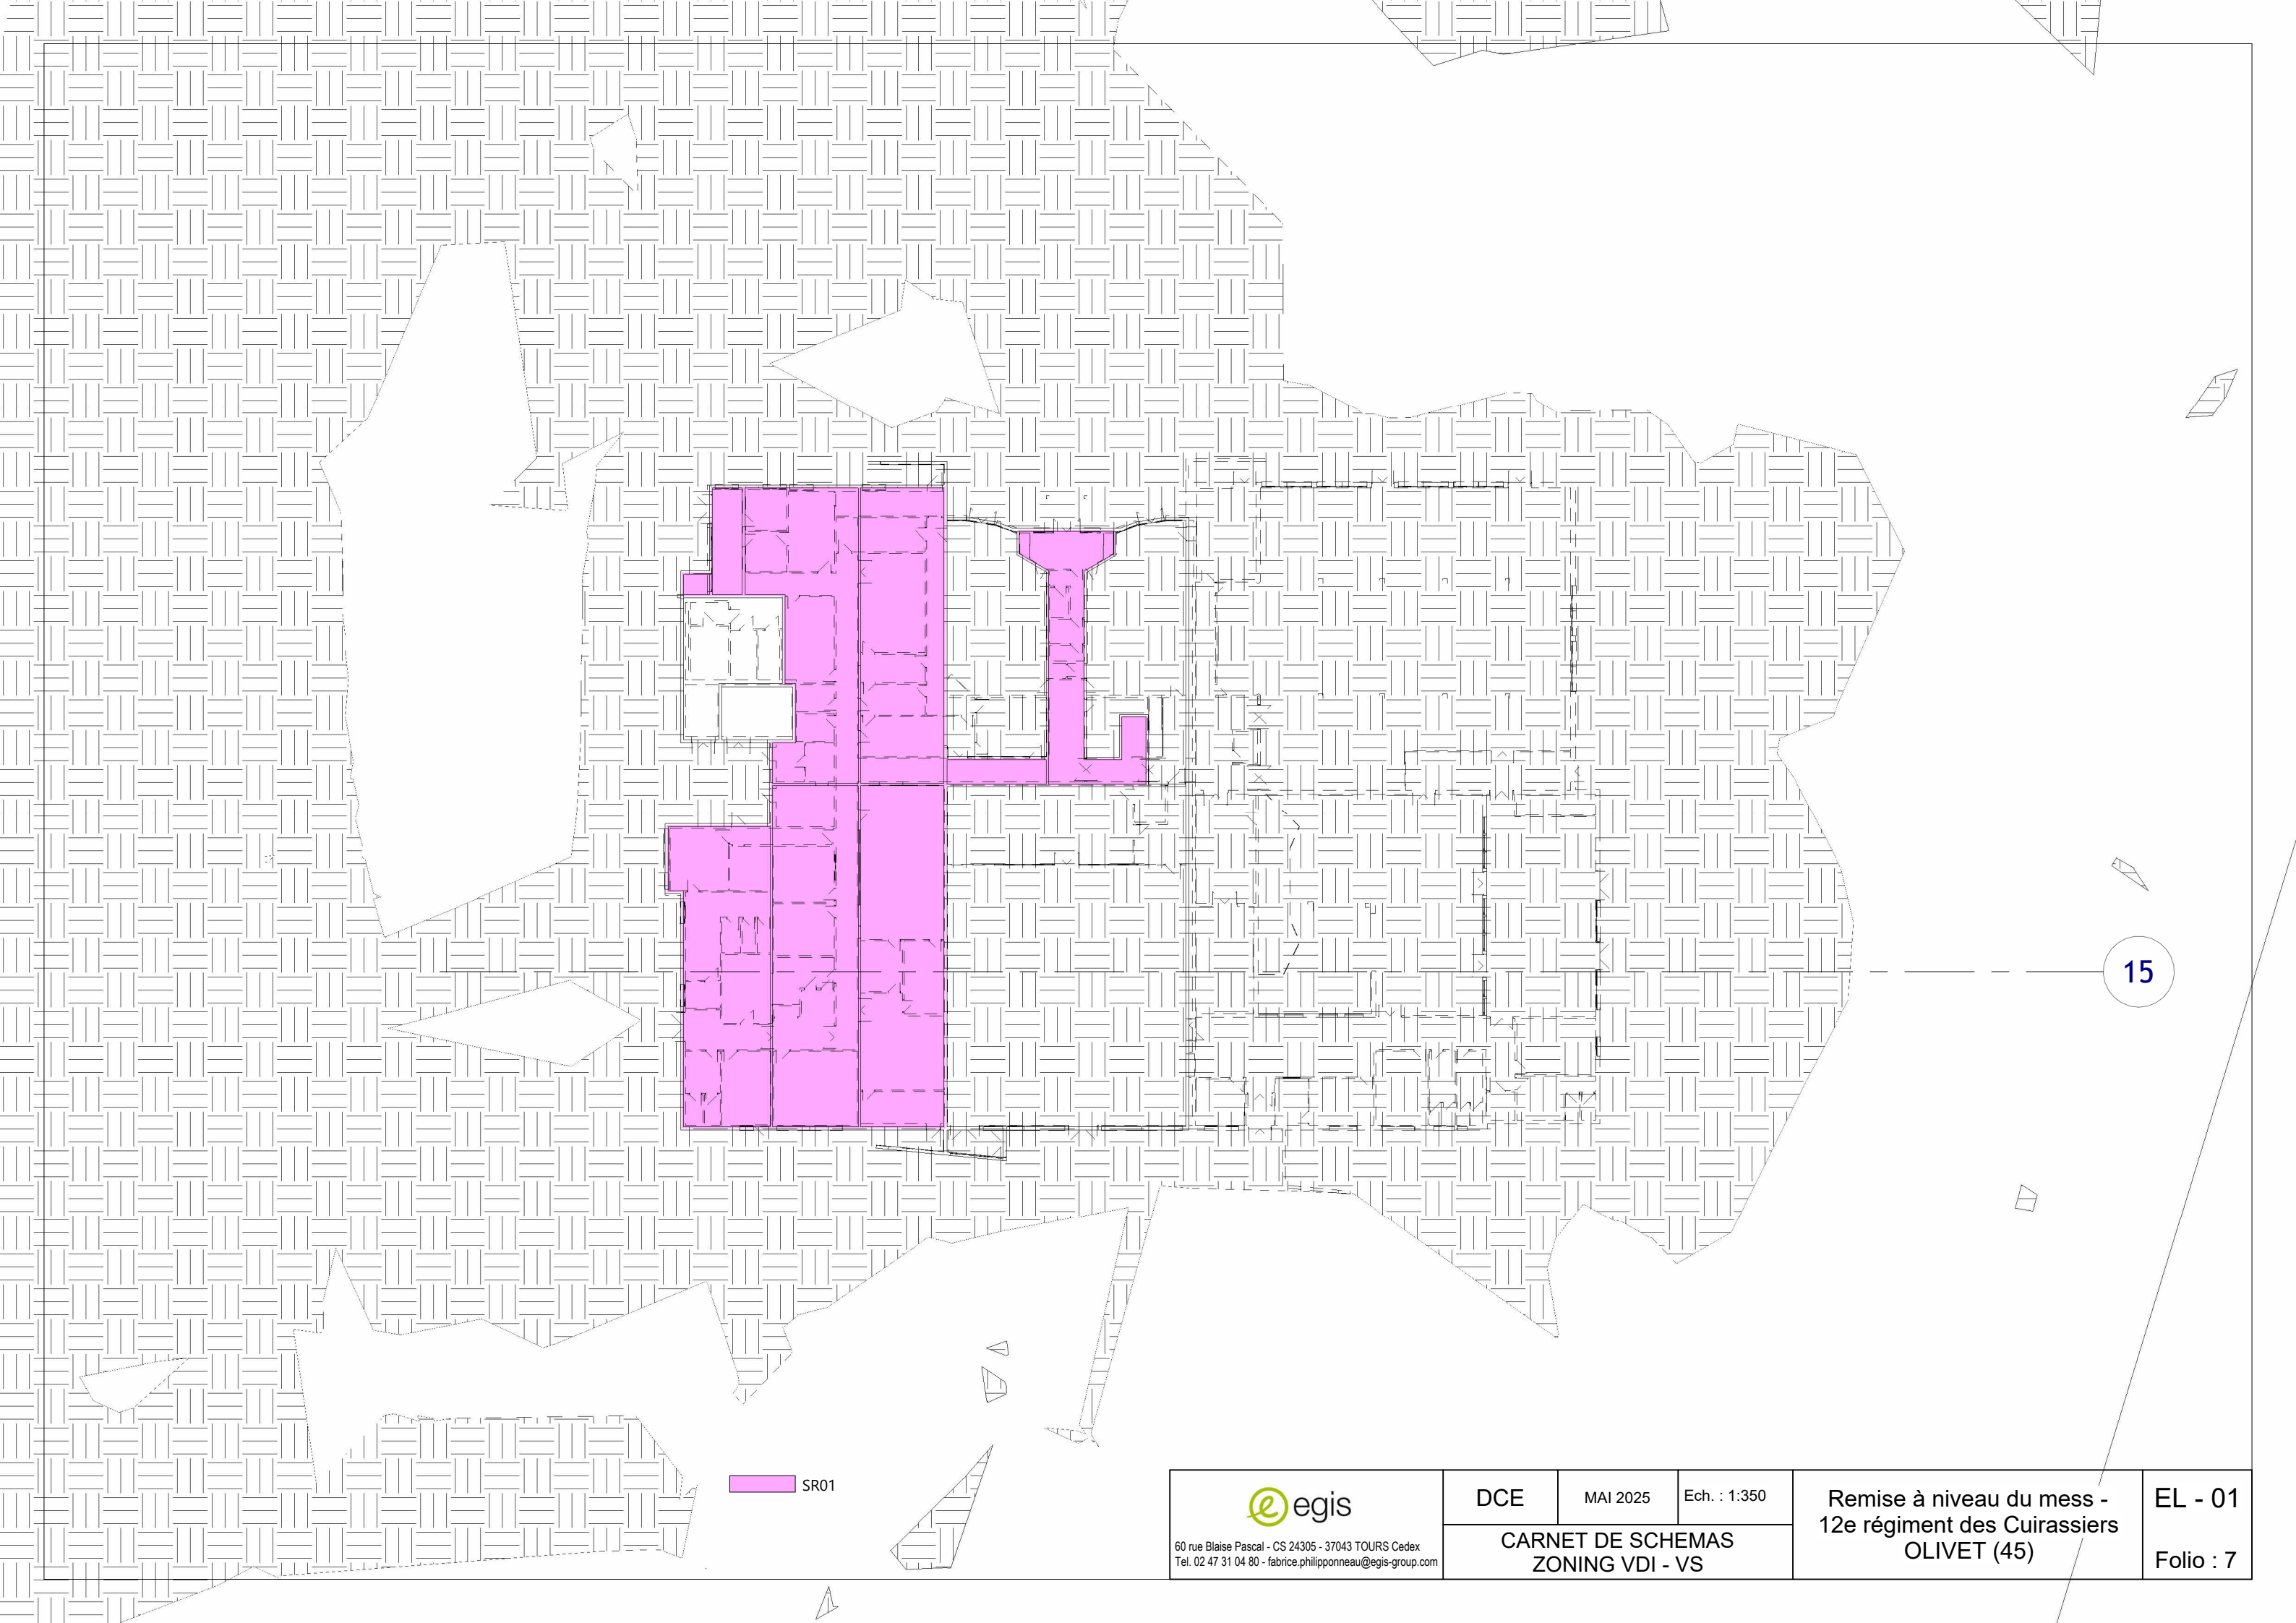 15
SR01
egis
60 rue Blaise Pascal - CS 24305 - 37043 TOURS Cedex
Tel. 02 47 31 04 80 - fabrice.philipponneau@egis-group.com
DCE
MAI 2025
Ech. : 1:350
CARNET DE SCHEMAS
ZONING VDI - VS
Remise à niveau du mess -
12e régiment des Cuirassiers
OLIVET (45)
EL - 01
Folio : 7